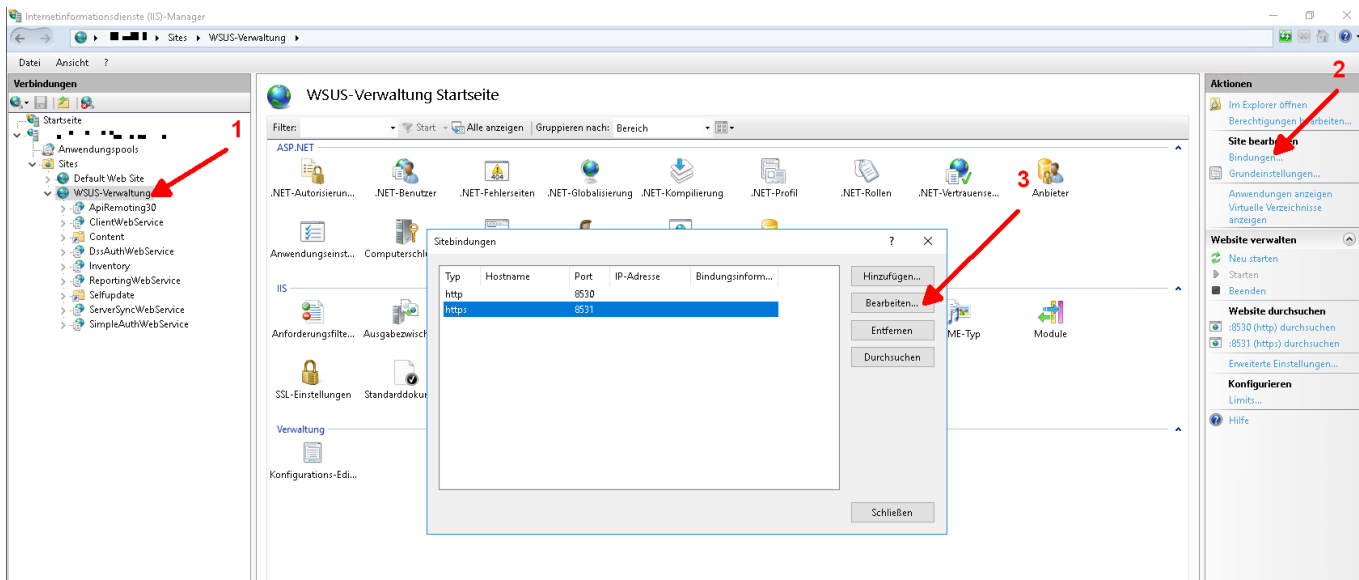 Internetinformationsdienste (IIS)-Manager
Sites WSUS-Verwaltung
Datei Ansicht ?
Verbindungen
Startseite
Anwendungspools
Sites
Default Web Site
WSUS-Verwaltung
ApiRemoting30
ClientWebService
Content
DssAuthWebService
Inventory
ReportingWebService
Selfupdate
ServerSyncWebService
SimpleAuthWebService
1
WSUS-Verwaltung Startseite
Filter: Start Alle anzeigen Gruppieren nach: Bereich
ASP.NET
.NET-Autorisierun... .NET-Benutzer .NET-Fehlerseiten .NET-Globalisierung .NET-Kompilierung .NET-Profil .NET-Rollen .NET-Vertrauense... Anbieter
404
Anwendungseinst... Computerschlü
IIS
Anforderungsfilte... Ausgabezwisch ME-Typ Module
SSL-Einstellungen Standarddokur
Verwaltung
Konfigurations-Edi...
3
Sitebindungen
? ×
Typ Hostname Port IP-Adresse Bindungsinform...
http 8530
https 8531
Hinzufügen...
Bearbeiten...
Entfernen
Durchsuchen
Schließen
2
Aktionen
Im Explorer öffnen
Berechtigungen bearbeiten...
Site bearbeiten
Bindungen...
Grundeinstellungen...
Anwendungen anzeigen
Virtuelle Verzeichnisse
anzeigen
Website verwalten
Neu starten
Starten
Beenden
Website durchsuchen
:8530 (http) durchsuchen
:8531 (https) durchsuchen
Erweiterte Einstellungen...
Konfigurieren
Limits...
Hilfe